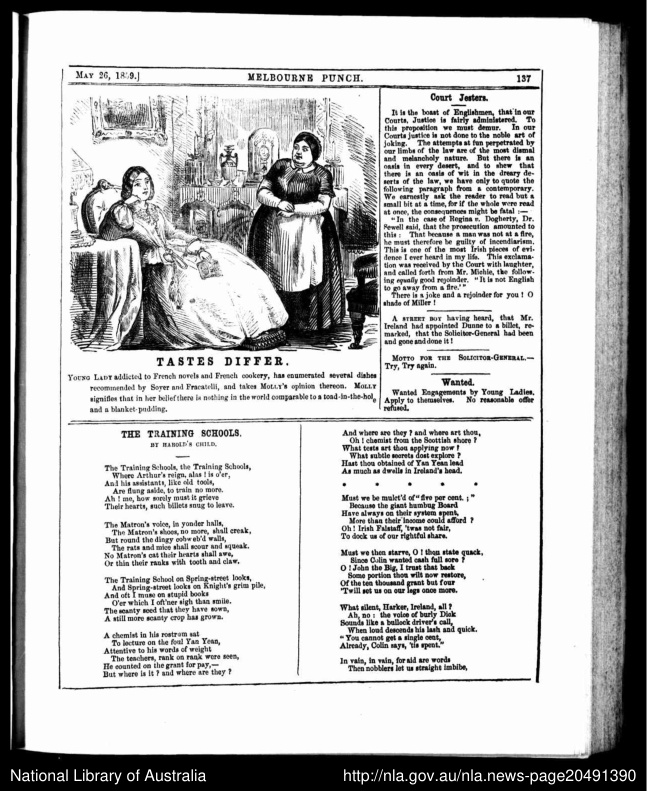 MAY 26, 1859.]
MELBOURNE PUNCH.
137
TASTES DIFFER.
YOUNG LADY addicted to French novels and French cookery, has enumerated several dishes
recommended by Soyer and Fracatelli, and takes MOLLY'S opinion thereon. MOLLY
signifies that in her belief there is nothing in the world comparable to a toad-in-the-hole
and a blanket-pudding.
Court Jesters.
It is the boast of Englishmen, that in our
Courts, Justice is fairly administered. To
this proposition we must demur. In our
Courts justice is not done to the noble art of
joking. The attempts at fun perpetrated by
our limbs of the law are of the most dismal
and melancholy nature. But there is an
oasis in every desert, and to shew that
there is an oasis of wit in the dreary de-
serts of the law, we have only to quote the
following paragraph from a contemporary.
We earnestly ask the reader to read but a
small bit at a time, for if the whole were read
at once, the consequences might be fatal :—
"In the case of Regina v. Dogherty, Dr.
Sewell said, that the prosecution amounted to
this : That because a man was not at a fire,
he must therefore be guilty of incendiarism.
This is one of the most Irish pieces of evi-
dence I ever heard in my life. This exclama-
tion was received by the Court with laughter,
and called forth from Mr. Michie, the follow-
ing equally good rejoinder. "It is not English
to go away from a fire.'"
There is a joke and a rejoinder for you ! O
shade of Miller !
A STREET BOY having heard, that Mr.
Ireland had appointed Dunne to a billet, re-
marked, that the Solicitor-General had been
and gone and done it !
MOTTO FOR THE SOLICITOR-GENERAL.—
Try, Try again.
Wanted.
Wanted Engagements by Young Ladies.
Apply to themselves. No reasonable offer
refused.
THE TRAINING SCHOOLS.
BY HAROLD'S CHILD.
The Training Schools, the Training Schools,
Where Arthur's reign, alas ! is o'er,
And his assistants, like old tools,
Are flung aside, to train no more.
Ah ! me, how sorely must it grieve
Their hearts, such billets snug to leave.
The Matron's voice, in yonder halls,
The Matron's shoes, no more, shall creak,
But round the dingy cobweb'd walls,
The rats and mice shall scour and squeak.
No Matron's cat their hearts shall awe,
Or thin their ranks with tooth and claw.
The Training School on Spring-street looks,
And Spring-street looks on Knight's grim pile,
And oft I muse on stupid books
O'er which I oft'ner sigh than smile.
The scanty seed that they have sown,
A still more scanty crop has grown.
A chemist in his rostrum sat
To lecture on the foul Yan Yean,
Attentive to his words of weight
The teachers, rank on rank were seen,
He counted on the grant for pay,—
But where is it ? and where are they ?
And where are they ? and where art thou,
Oh ! chemist from the Scottish shore ?
What tests art thou applying now ?
What subtle secrets dost explore ?
Hast thou obtained of Yan Yean lead
As much as dwells in Ireland's head.
* * * * *
Must we be mulct'd of "five per cent. ;"
Because the giant humbug Board
Have always on their system spent,
More than their income could afford ?
Oh ! Irish Falstaff, 'twas not fair,
To dock us of our rightful share.
Must we then starve, O ! thou state quack,
Since Colin wanted cash full sore ?
O ! John the Big, I trust that back
Some portion thou wilt now restore,
Of the ten thousand grant but four
'Twill set us on our legs once more.
What silent, Harker, Ireland, all ?
Ah, no : the voice of burly Dick
Sounds like a bullock driver's call,
When loud descends his lash and quick.
"You cannot get a single cent,
Already, Colin says, 'tis spent."
In vain, in vain, for aid are words
Then nobblers let us straight imbibe,
National Library of Australia
http://nla.gov.au/nla.news-page20491390